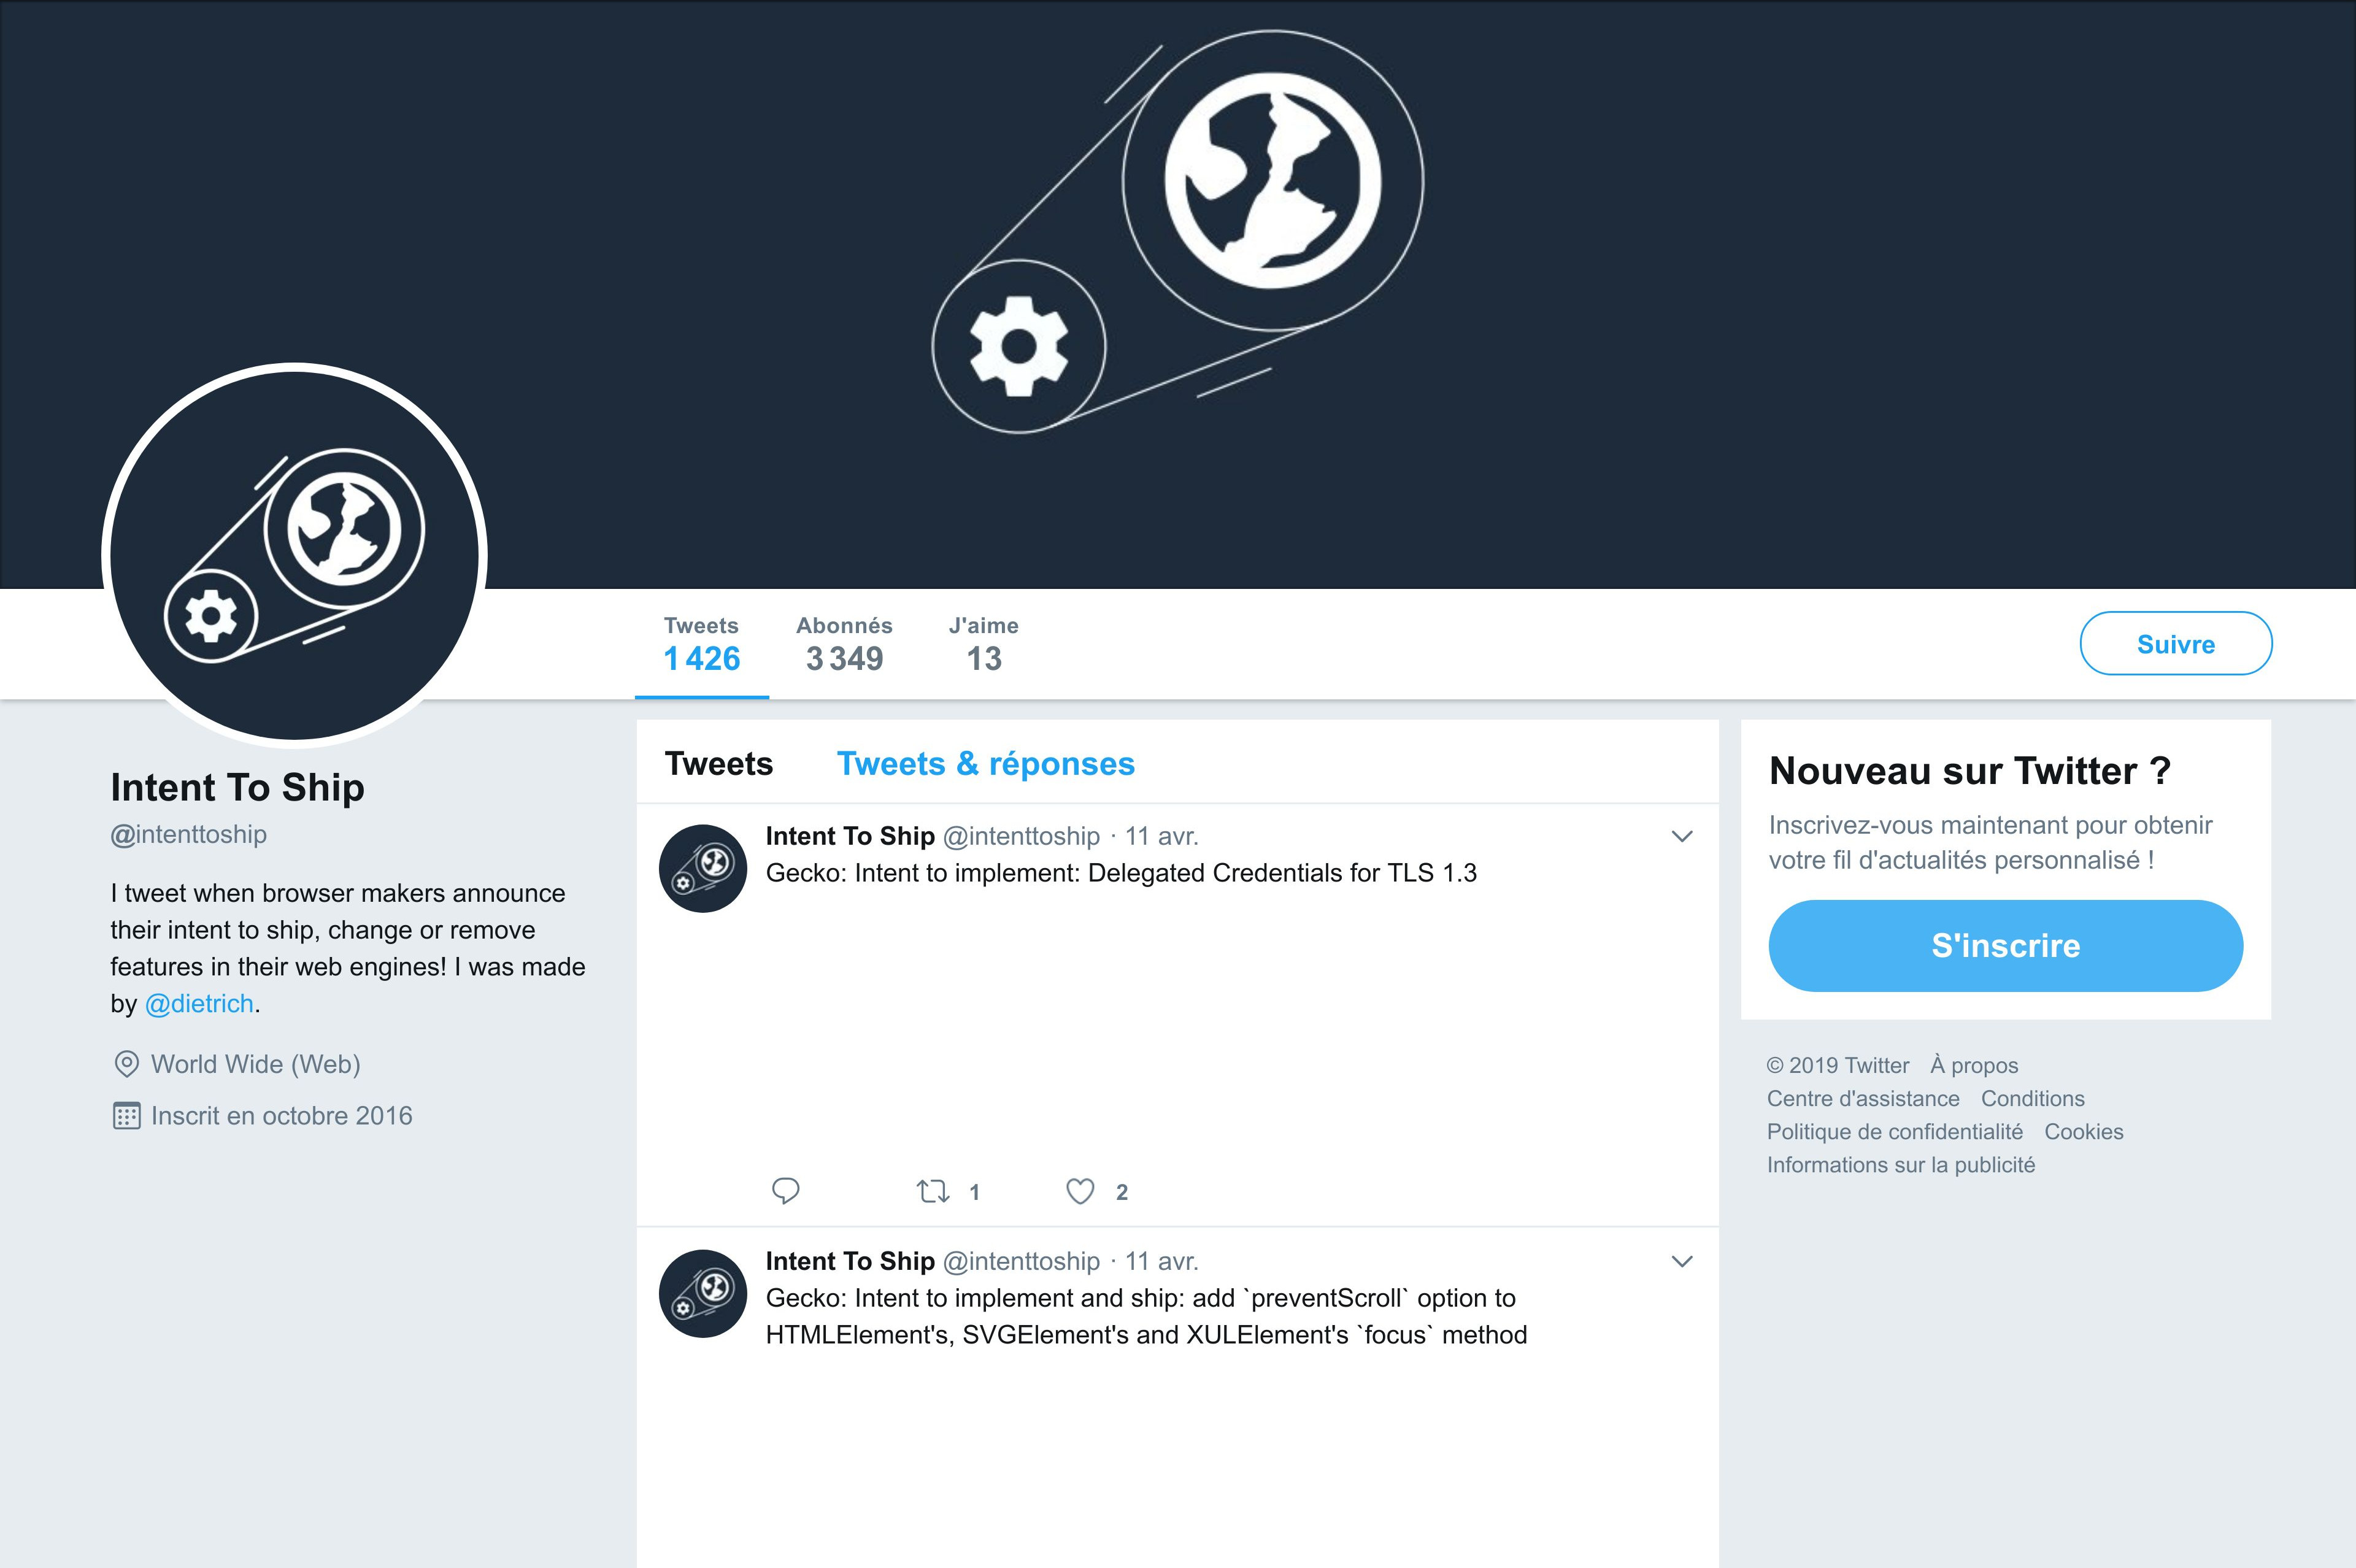 Tweets
1 426
Abonnés
3 349
J'aime
13
Suivre
Intent To Ship
@intenttoship
I tweet when browser makers announce
their intent to ship, change or remove
features in their web engines! I was made
by @dietrich.
World Wide (Web)
Inscrit en octobre 2016
Tweets Tweets & réponses
Intent To Ship @intenttoship · 11 avr.
Gecko: Intent to implement: Delegated Credentials for TLS 1.3
1 2
Intent To Ship @intenttoship · 11 avr.
Gecko: Intent to implement and ship: add `preventScroll` option to
HTMLElement's, SVGElement's and XULElement's `focus` method
Nouveau sur Twitter ?
Inscrivez-vous maintenant pour obtenir
votre fil d'actualités personnalisé !
S'inscrire
© 2019 Twitter À propos
Centre d'assistance Conditions
Politique de confidentialité Cookies
Informations sur la publicité